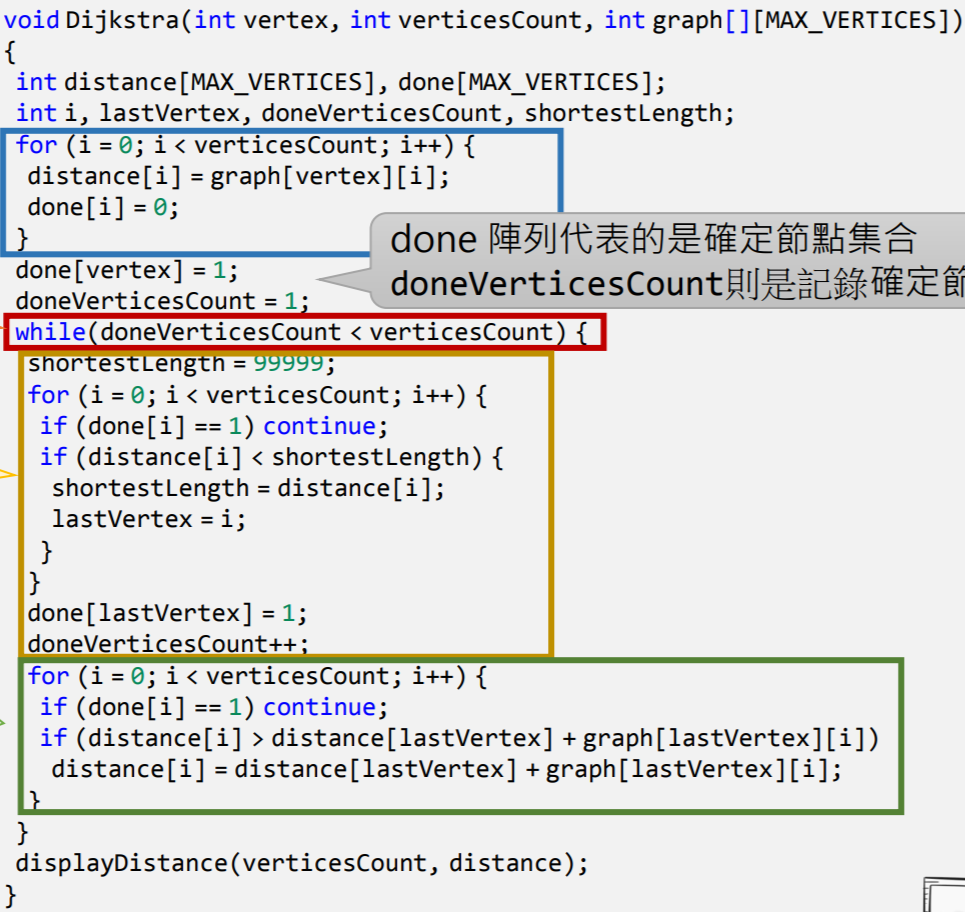 void Dijkstra(int vertex, int verticesCount, int graph[][MAX_VERTICES])
{
int distance[MAX_VERTICES], done[MAX_VERTICES];
int i, lastVertex, doneVerticesCount, shortestLength;
for (i = 0; i < verticesCount; i++) {
distance[i] = graph[vertex][i];
done[i] = 0;
}
done 陣列代表的是確定節點集合
doneVerticesCount則是記錄確定節
done[vertex] = 1;
doneVerticesCount = 1;
while(doneVerticesCount < verticesCount) {
shortestLength = 99999;
for (i = 0; i < verticesCount; i++) {
if (done[i] == 1) continue;
if (distance[i] < shortestLength) {
shortestLength = distance[i];
lastVertex = i;
}
}
done[lastVertex] = 1;
doneVerticesCount++;
for (i = 0; i < verticesCount; i++) {
if (done[i] == 1) continue;
if (distance[i] > distance[lastVertex] + graph[lastVertex][i])
distance[i] = distance[lastVertex] + graph[lastVertex][i];
}
}
displayDistance(verticesCount, distance);
}